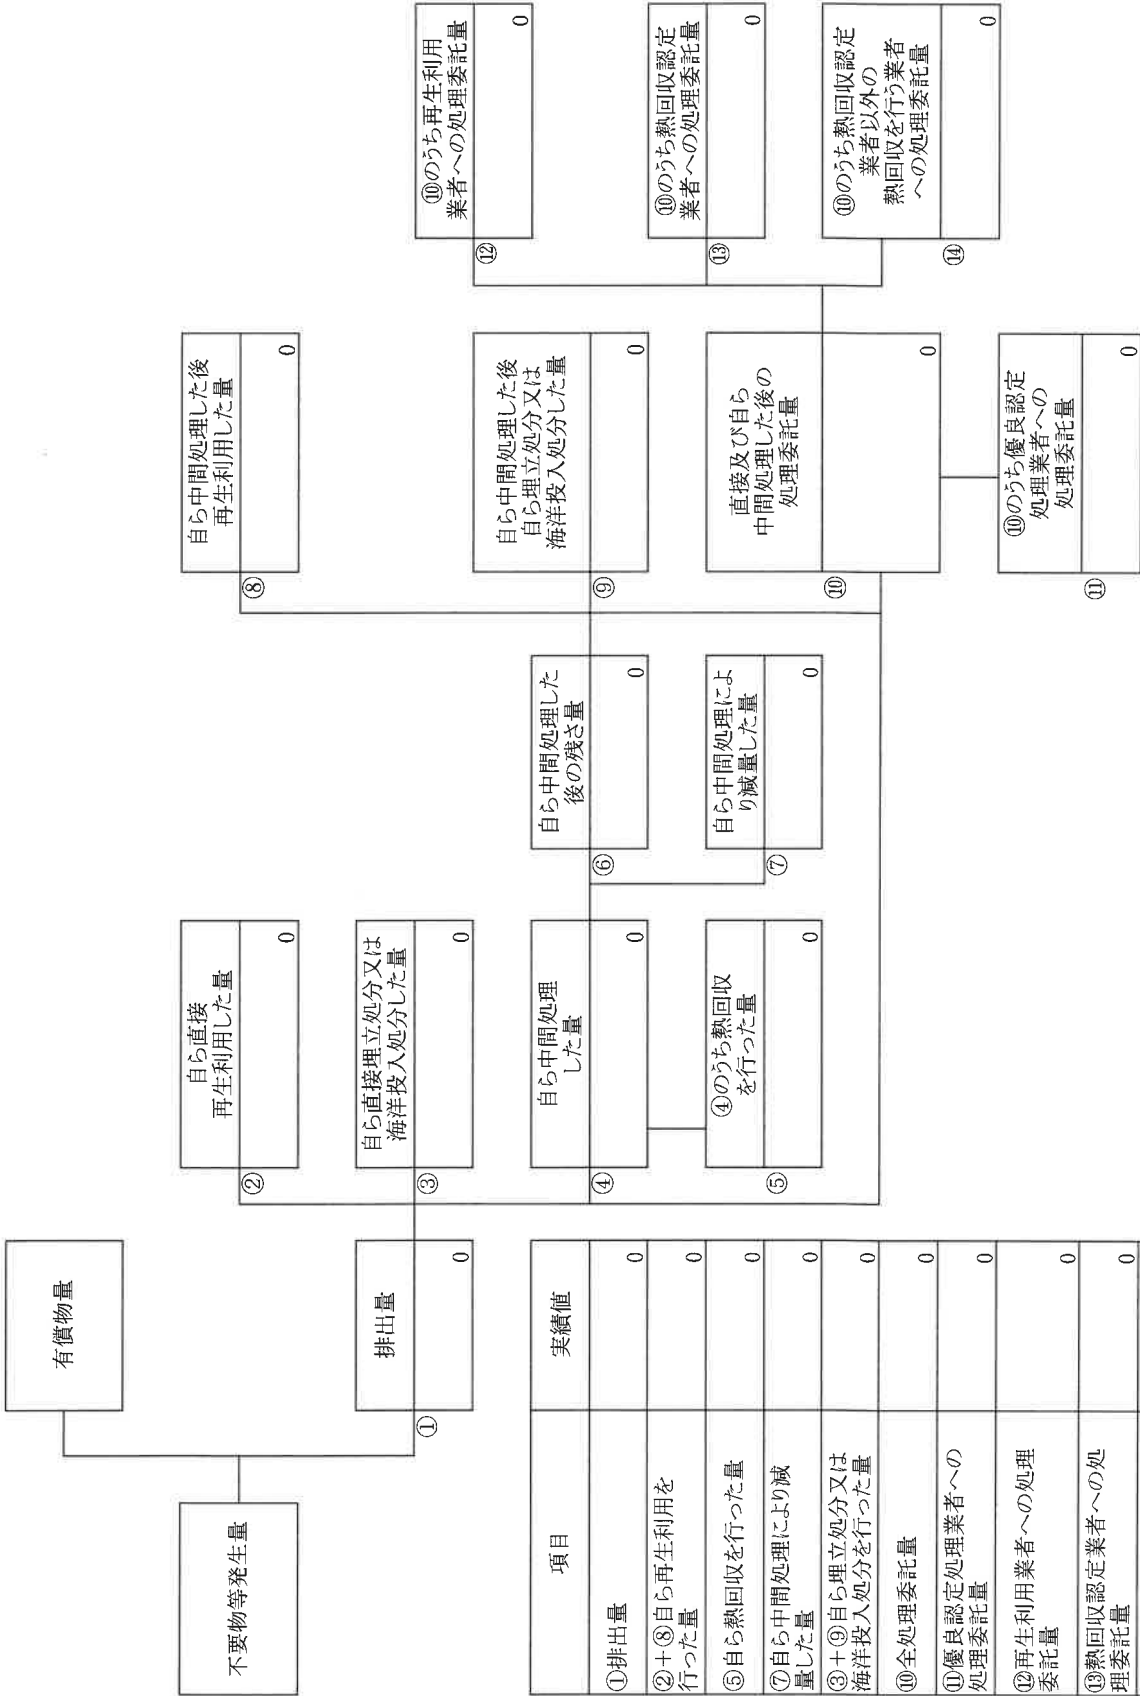 不要物等発生量
有償物量
①
排出量
0
②
自ら直接
再生利用した量
0
③
自ら直接埋立処分又は
海洋投入処分した量
0
④
自ら中間処理
した量
0
⑤
④のうち熱回収
を行った量
0
⑥
自ら中間処理した
後の残さ量
0
⑦
自ら中間処理によ
り減量した量
0
⑧
自ら中間処理した後
再生利用した量
0
⑨
自ら中間処理した後
自ら埋立処分又は
海洋投入処分した量
0
⑩
直接及び自ら
中間処理した後の
処理委託量
0
⑪
⑩のうち優良認定
処理業者への
処理委託量
0
⑫
⑩のうち再生利用
業者への処理委託量
0
⑬
⑩のうち熱回収認定
業者への処理委託量
0
⑭
⑩のうち熱回収認定
業者以外の
熱回収を行う業者
への処理委託量
0
項目 実績値
①排出量 0
②+⑧自ら再生利用を
行った量 0
⑤自ら熱回収を行った量 0
⑦自ら中間処理により減
量した量 0
③+⑨自ら埋立処分又は
海洋投入処分を行った量 0
⑩全処理委託量 0
⑪優良認定処理業者への
処理委託量 0
⑫再生利用業者への処理
委託量 0
⑬熱回収認定業者への処
理委託量 0